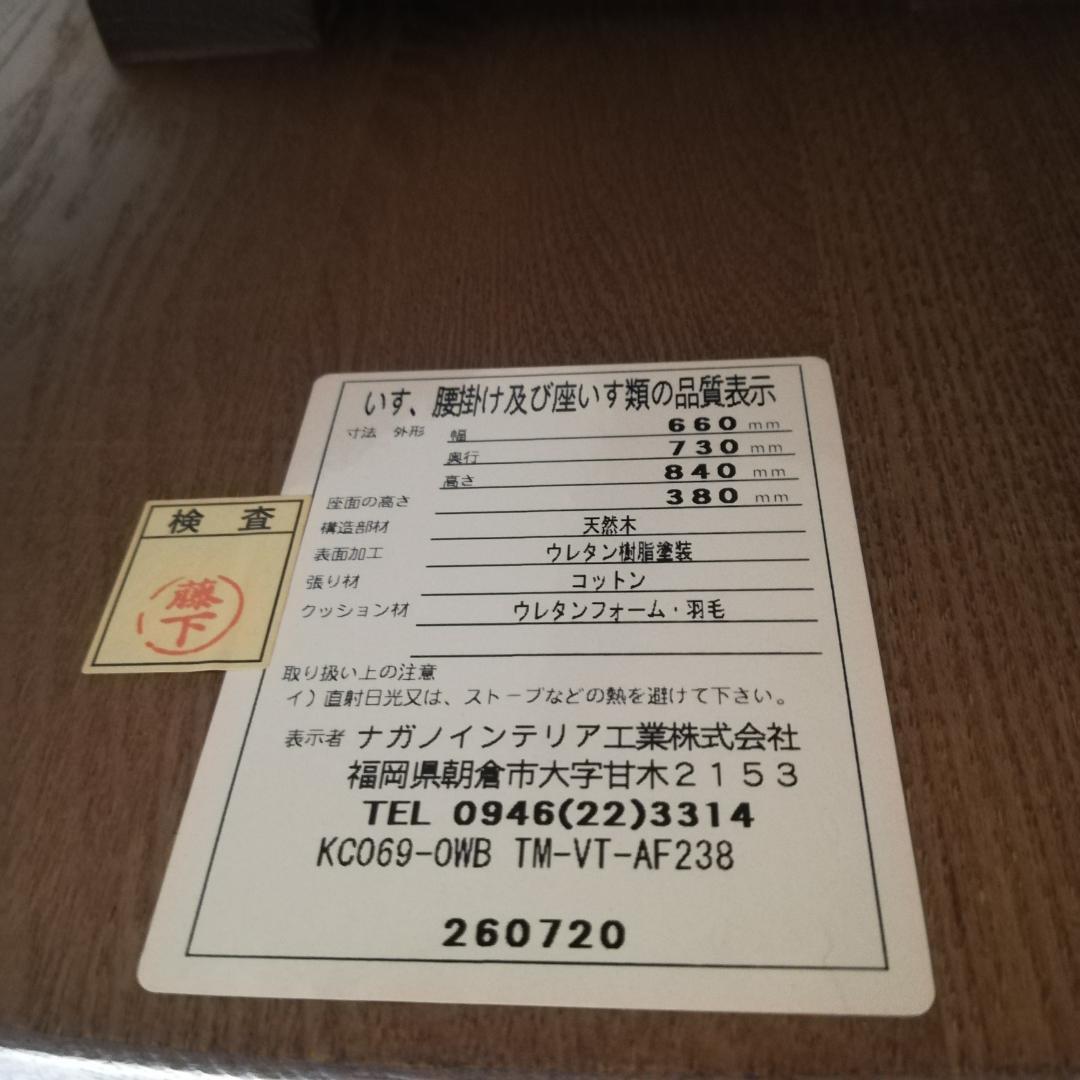 いす、腰掛け及び座いす類の品質表示
寸法 外形 幅 660 mm
奥行 730 mm
高さ 840 mm
座面の高さ 380 mm
構造部材 天然木
表面加工 ウレタン樹脂塗装
張り材 コットン
クッション材 ウレタンフォーム・羽毛
取り扱い上の注意
イ)直射日光又は、ストーブなどの熱を避けて下さい。
表示者 ナガノインテリア工業株式会社
福岡県朝倉市大字甘木2153
TEL 0946(22)3314
KC069-OWB TM-VT-AF238
260720
検 査
藤
下